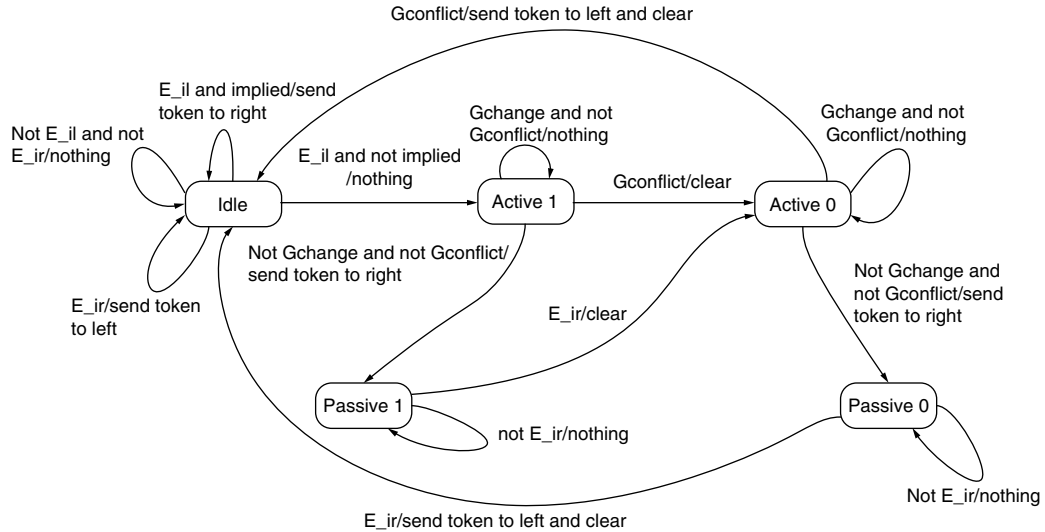 Gconflict/send token to left and clear
E_il and implied/send
token to right
Not E_il and not
E_ir/nothing
Gchange and not
Gconflict/nothing
Gchange and not
Gconflict/nothing
E_il and not implied
/nothing
Gconflict/clear
Idle
Active 1
Active 0
Not Gchange and not Gconflict/
send token to right
Not Gchange and
not Gconflict/send
token to right
E_ir/send token
to left
E_ir/clear
Passive 1
Passive 0
not E_ir/nothing
Not E_ir/nothing
E_ir/send token to left and clear